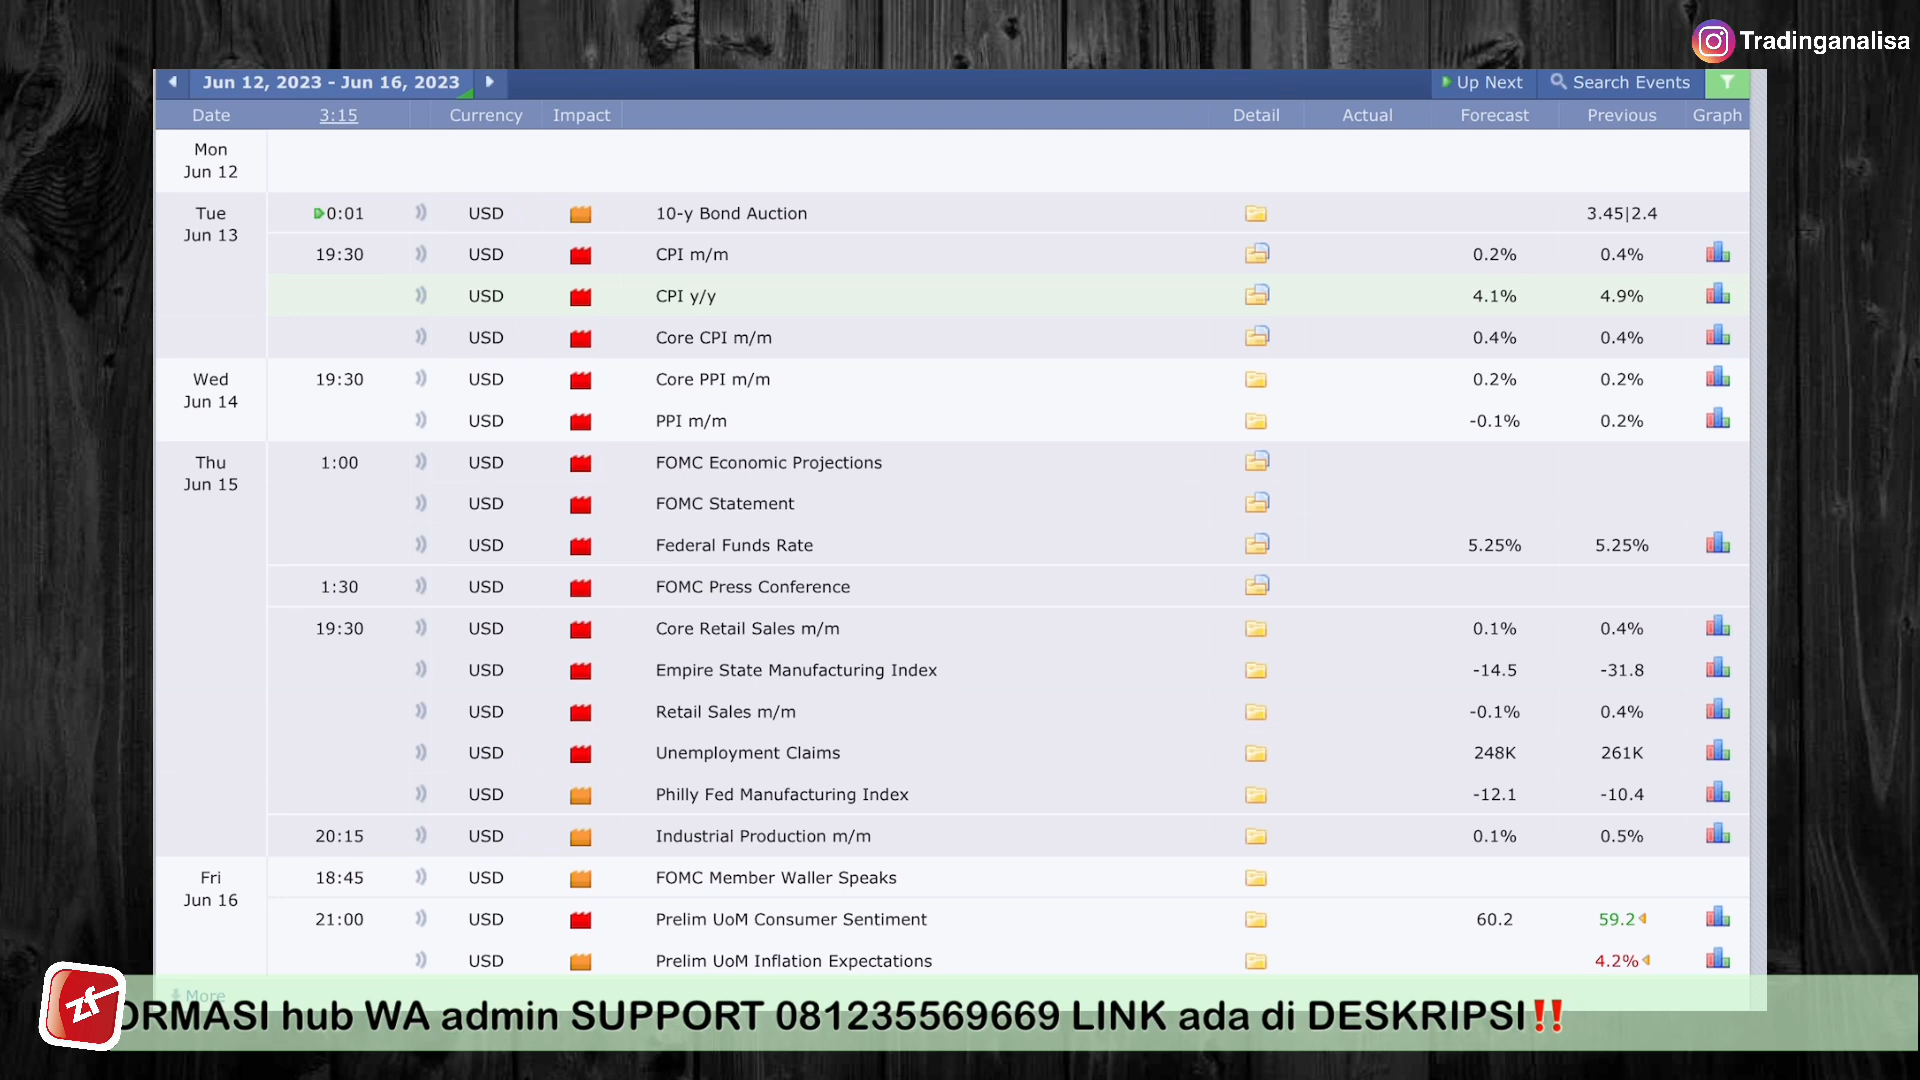 Tradinganalisa
Jun 12, 2023 - Jun 16, 2023 Up Next Search Events
Date 3:15 Currency Impact Detail Actual Forecast Previous Graph
Mon
Jun 12
Tue
Jun 13
0:01 USD 10-y Bond Auction 3.45|2.4
19:30 USD CPI m/m 0.2% 0.4%
USD CPI y/y 4.1% 4.9%
USD Core CPI m/m 0.4% 0.4%
Wed
Jun 14
19:30 USD Core PPI m/m 0.2% 0.2%
USD PPI m/m -0.1% 0.2%
Thu
Jun 15
1:00 USD FOMC Economic Projections
USD FOMC Statement
USD Federal Funds Rate 5.25% 5.25%
1:30 USD FOMC Press Conference
19:30 USD Core Retail Sales m/m 0.1% 0.4%
USD Empire State Manufacturing Index -14.5 -31.8
USD Retail Sales m/m -0.1% 0.4%
USD Unemployment Claims 248K 261K
USD Philly Fed Manufacturing Index -12.1 -10.4
20:15 USD Industrial Production m/m 0.1% 0.5%
Fri
Jun 16
18:45 USD FOMC Member Waller Speaks
21:00 USD Prelim UoM Consumer Sentiment 60.2 59.2
USD Prelim UoM Inflation Expectations 4.2%
More
zf
ORMASI hub WA admin SUPPORT 081235569669 LINK ada di DESKRIPSI‼